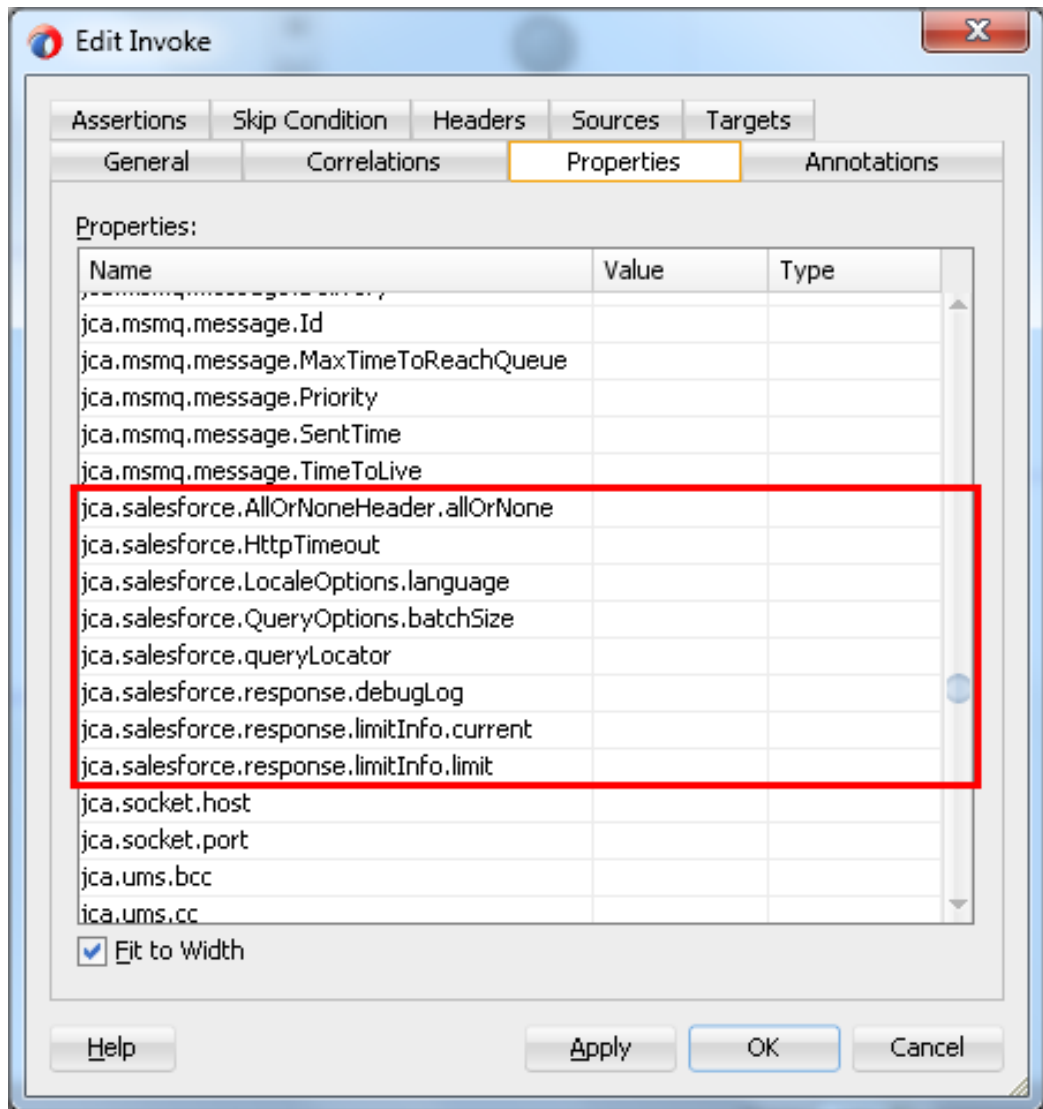 Edit Invoke
Assertions Skip Condition Headers Sources Targets
General Correlations Properties Annotations
Properties:
Name Value Type
jca.msmq.message.Id
jca.msmq.message.MaxTimeToReachQueue
jca.msmq.message.Priority
jca.msmq.message.SentTime
jca.msmq.message.TimeToLive
jca.salesforce.AllOrNoneHeader.allOrNone
jca.salesforce.HttpTimeout
jca.salesforce.LocaleOptions.language
jca.salesforce.QueryOptions.batchSize
jca.salesforce.queryLocator
jca.salesforce.response.debugLog
jca.salesforce.response.limitInfo.current
jca.salesforce.response.limitInfo.limit
jca.socket.host
jca.socket.port
jca.ums.bcc
jca.ums.cc
Fit to Width
Help Apply OK Cancel